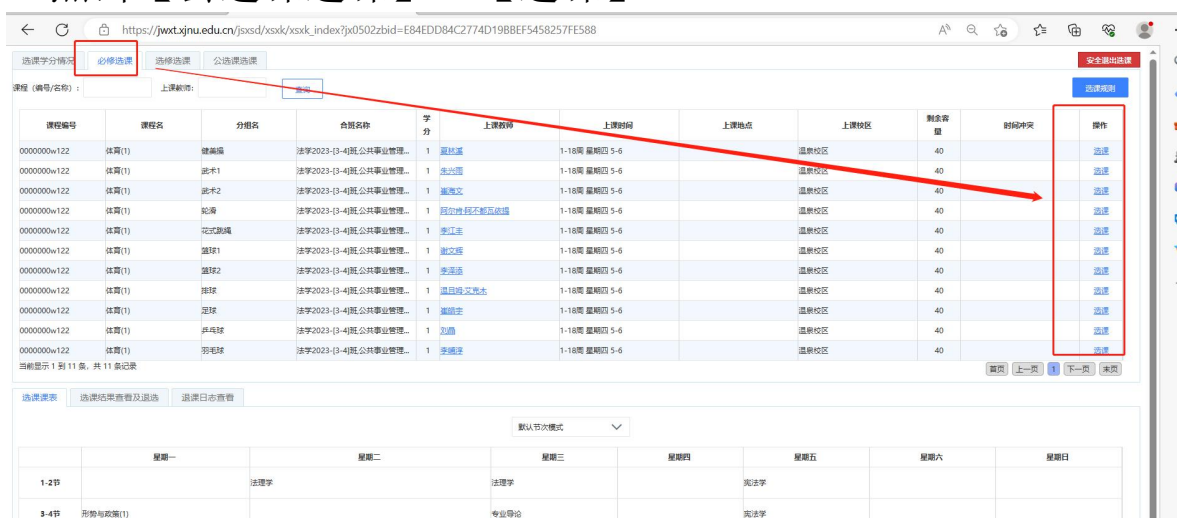 https://jwxt.xjnu.edu.cn/jsxsd/xsxk/xsxk_index?jx0502zbid=E84EDD84C2774D19BBEF5458257FE588
选课学分情况 必修选课 选修选课 公选课选课 安全退出选课
课程（编号/名称）： 上课教师: 查询 选课规则
课程编号 课程名 分组名 合班名称 学分 上课教师 上课时间 上课地点 上课校区 剩余容量 时间冲突 操作
0000000w122 体育(1) 健美操 法学2023-[3-4]班,公共事业管理... 1 1-18周 星期四 5-6 温泉校区 40 选课
0000000w122 体育(1) 武术1 法学2023-[3-4]班,公共事业管理... 1 朱兴雨 1-18周 星期四 5-6 温泉校区 40 选课
0000000w122 体育(1) 武术2 法学2023-[3-4]班,公共事业管理... 1 崔海文 1-18周 星期四 5-6 温泉校区 40 选课
0000000w122 体育(1) 轮滑 法学2023-[3-4]班,公共事业管理... 1 1-18周 星期四 5-6 温泉校区 40 选课
0000000w122 体育(1) 花式跳绳 法学2023-[3-4]班,公共事业管理... 1 李江丰 1-18周 星期四 5-6 温泉校区 40 选课
0000000w122 体育(1) 篮球1 法学2023-[3-4]班,公共事业管理... 1 谢文辉 1-18周 星期四 5-6 温泉校区 40 选课
0000000w122 体育(1) 篮球2 法学2023-[3-4]班,公共事业管理... 1 1-18周 星期四 5-6 温泉校区 40 选课
0000000w122 体育(1) 排球 法学2023-[3-4]班,公共事业管理... 1 1-18周 星期四 5-6 温泉校区 40 选课
0000000w122 体育(1) 足球 法学2023-[3-4]班,公共事业管理... 1 崔皓宇 1-18周 星期四 5-6 温泉校区 40 选课
0000000w122 体育(1) 乒乓球 法学2023-[3-4]班,公共事业管理... 1 刘晶 1-18周 星期四 5-6 温泉校区 40 选课
0000000w122 体育(1) 羽毛球 法学2023-[3-4]班,公共事业管理... 1 1-18周 星期四 5-6 温泉校区 40 选课
当前显示 1 到 11 条, 共 11 条记录 首页 上一页 1 下一页 末页
选课课表 选课结果查看及退选 退课日志查看
默认节次模式
星期一 星期二 星期三 星期四 星期五 星期六 星期日
1-2节 法理学 法理学 宪法学
3-4节 形势与政策(1) 专业导论 宪法学